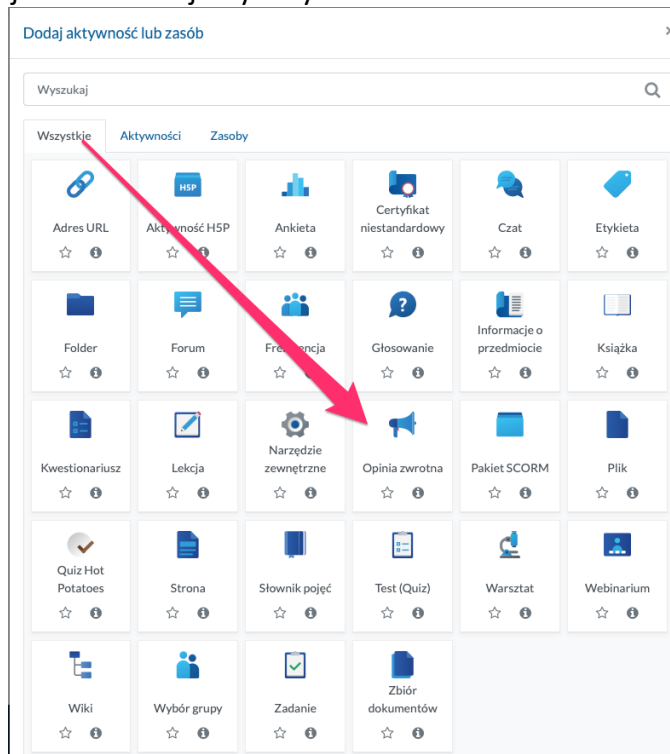 Dodaj aktywność lub zasób
Wyszukaj
Wszystkie Aktywności Zasoby
H5P
Adres URL
Aktywność H5P
Ankieta
Certyfikat
niestandardowy
Czat
Etykieta
Folder
Forum
Frekwencja
?
Głosowanie
Informacje o
przedmiocie
Książka
Kwestionariusz
Lekcja
Narzędzie
zewnętrzne
Opinia zwrotna
Pakiet SCORM
Plik
Quiz Hot
Potatoes
Strona
Słownik pojęć
Test (Quiz)
Warsztat
Webinarium
Wiki
Wybór grupy
Zadanie
Zbiór
dokumentów